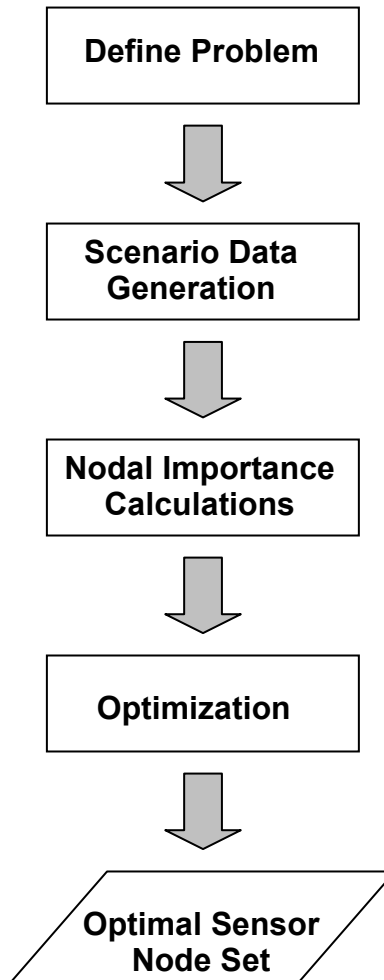 Define Problem
Scenario Data
Generation
Nodal Importance
Calculations
Optimization
Optimal Sensor
Node Set